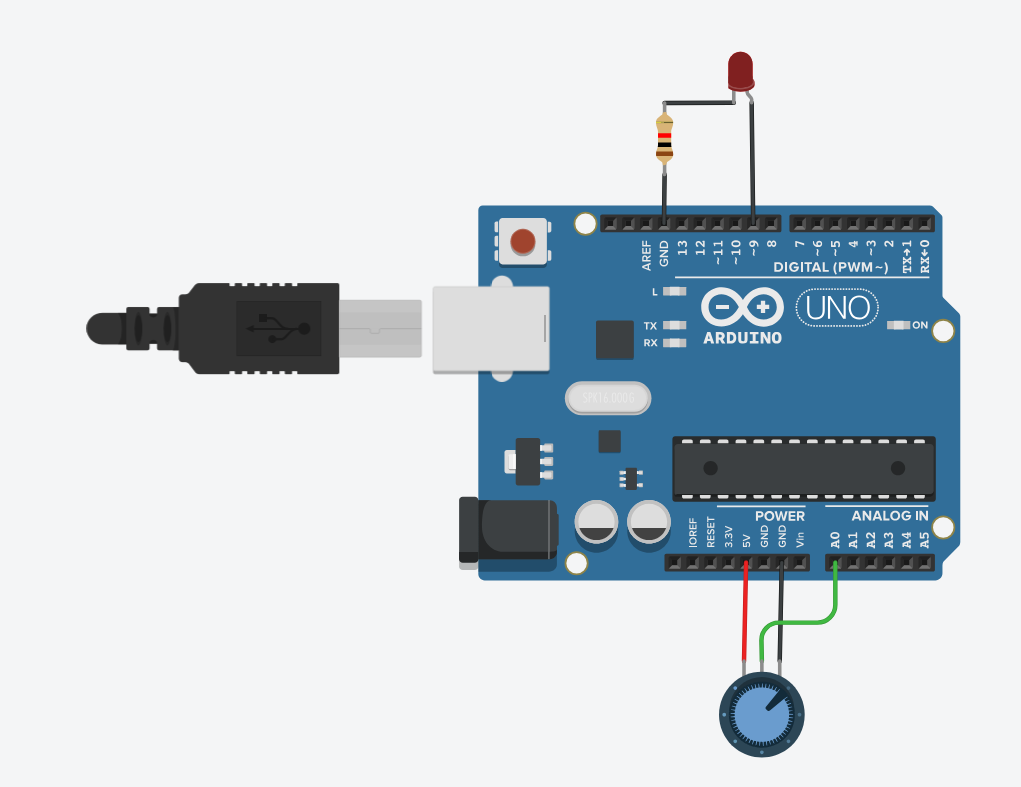 AREF
GND
13
12
~11
~10
~9
8
7
~6
~5
4
~3
2
TX→1
RX←0
DIGITAL (PWM~)
L
TX
RX
ARDUINO
UNO
ON
SPK16.000G
POWER
ANALOG IN
IOREF
RESET
3.3V
5V
GND
GND
Vin
A0
A1
A2
A3
A4
A5